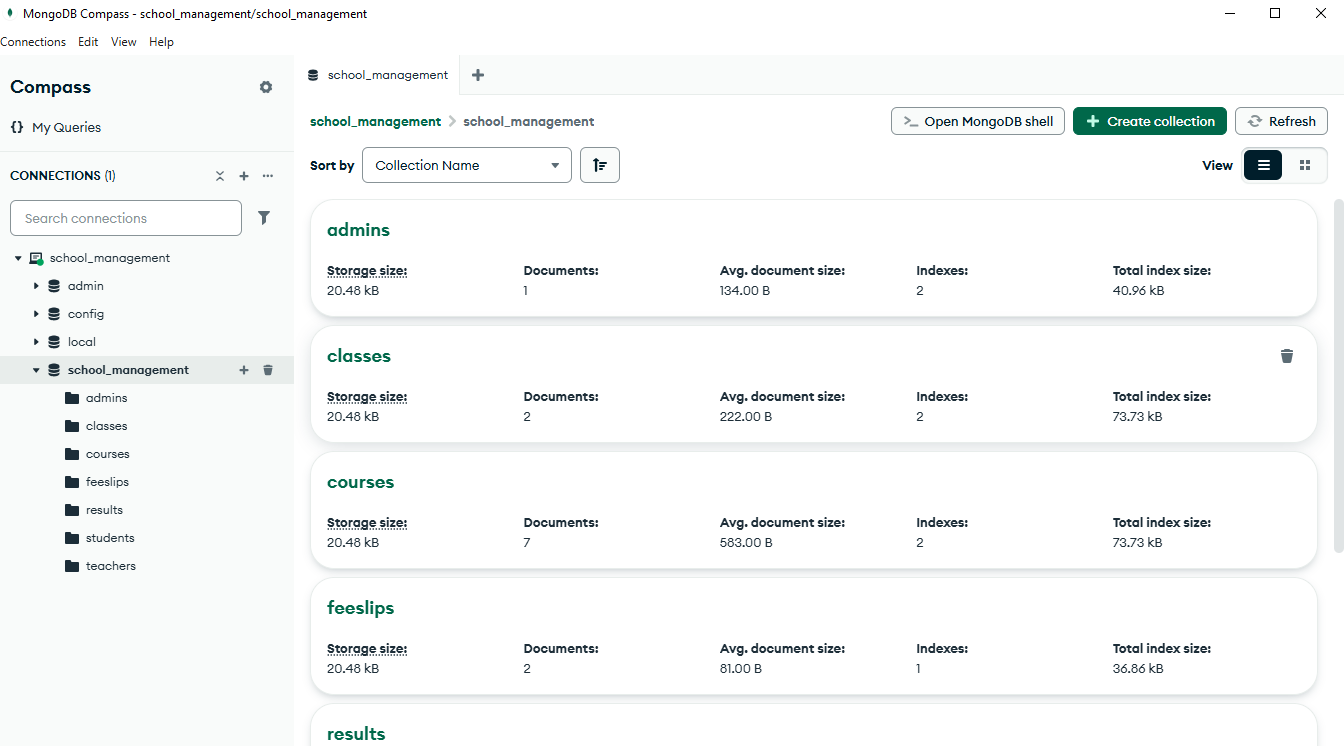 MongoDB Compass - school_management/school_management
Connections Edit View Help
Compass
My Queries
CONNECTIONS (1)
Search connections
school_management
admin
config
local
school_management
admins
classes
courses
feeslips
results
students
teachers
school_management
school_management > school_management
>_ Open MongoDB shell + Create collection Refresh
Sort by Collection Name View
admins
Storage size: Documents: Avg. document size: Indexes: Total index size:
20.48 kB 1 134.00 B 2 40.96 kB
classes
Storage size: Documents: Avg. document size: Indexes: Total index size:
20.48 kB 2 222.00 B 2 73.73 kB
courses
Storage size: Documents: Avg. document size: Indexes: Total index size:
20.48 kB 7 583.00 B 2 73.73 kB
feeslips
Storage size: Documents: Avg. document size: Indexes: Total index size:
20.48 kB 2 81.00 B 1 36.86 kB
results